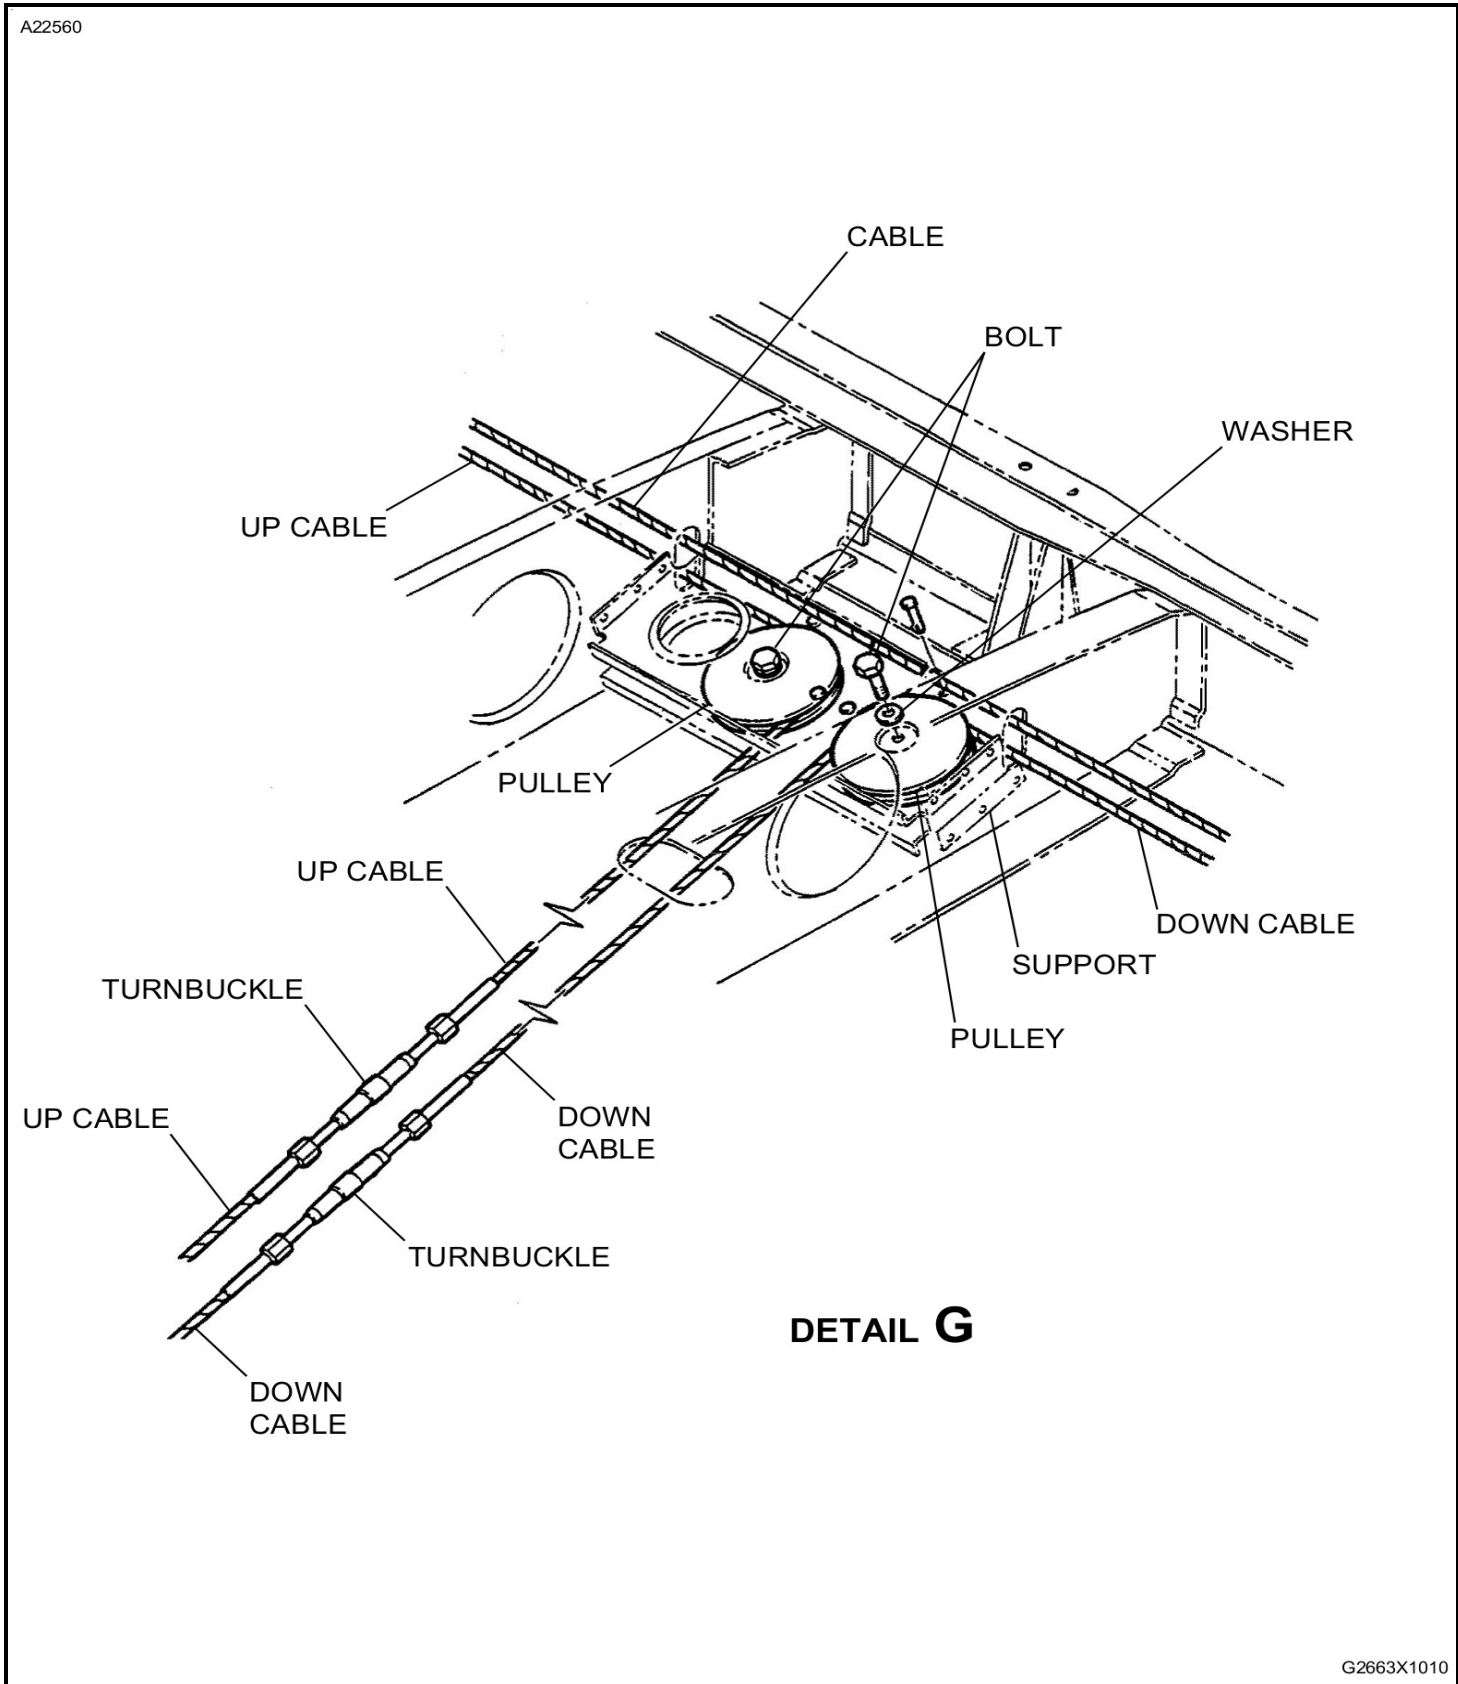 A22560
CABLE
BOLT
WASHER
UP CABLE
PULLEY
UP CABLE
DOWN CABLE
SUPPORT
TURNBUCKLE
PULLEY
UP CABLE
DOWN
CABLE
TURNBUCKLE
DETAIL G
DOWN
CABLE
G2663X1010